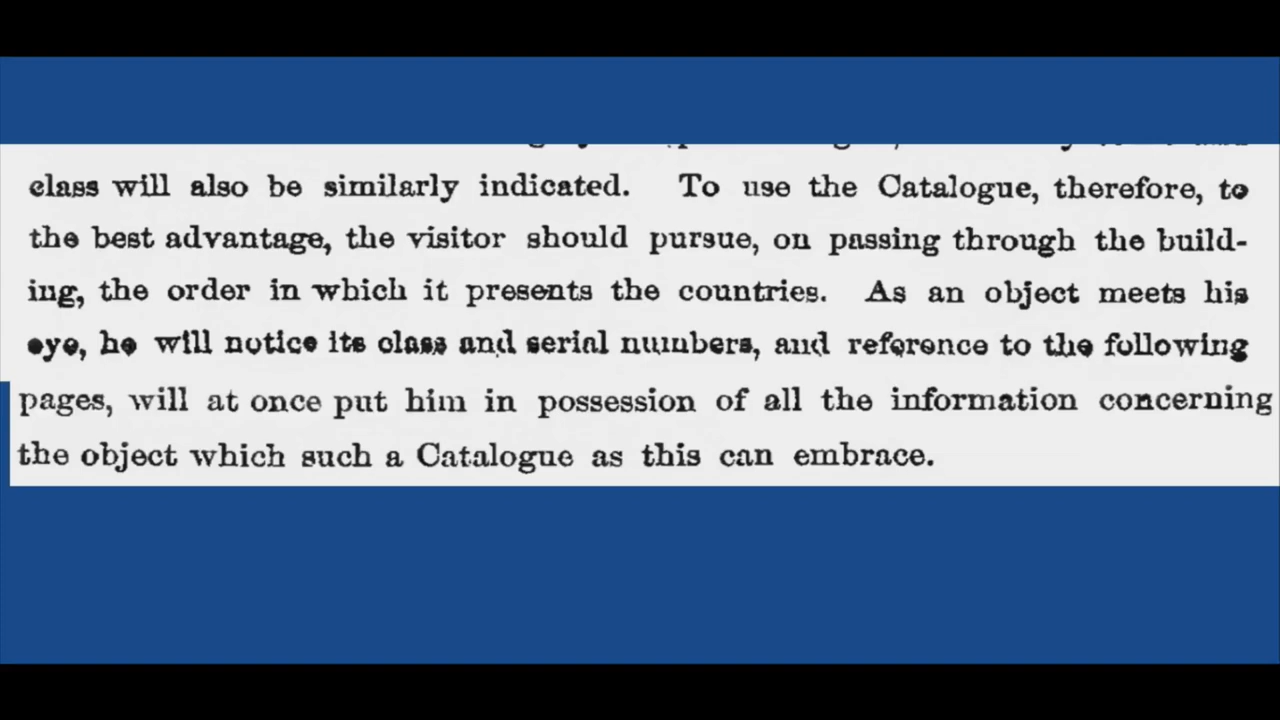 class will also be similarly indicated. To use the Catalogue, therefore, to
the best advantage, the visitor should pursue, on passing through the build-
ing, the order in which it presents the countries. As an object meets his
eye, he will notice its class and serial numbers, and reference to the following
pages, will at once put him in possession of all the information concerning
the object which such a Catalogue as this can embrace.